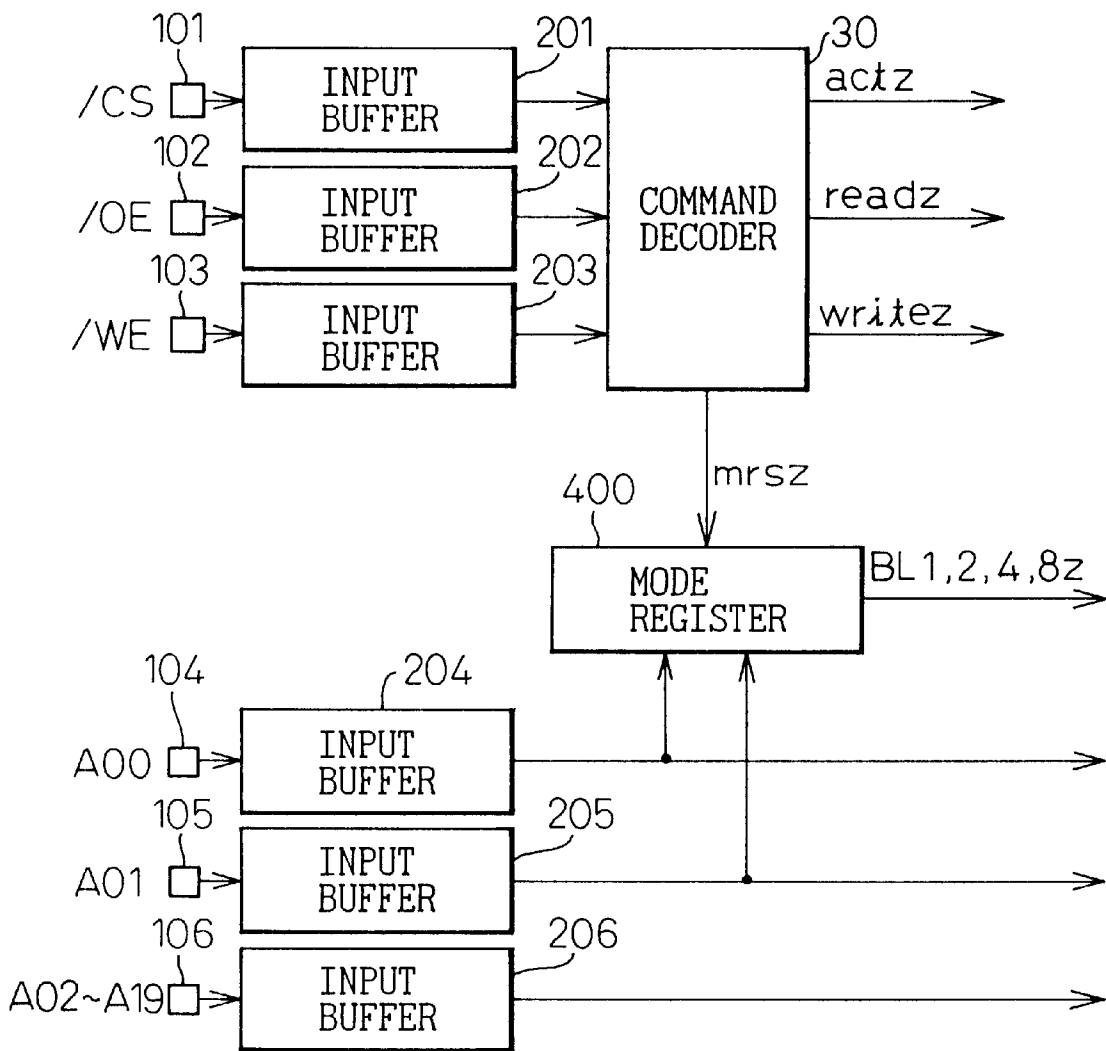 101
201
30
/CS
INPUT
BUFFER
actz
102
202
/OE
INPUT
BUFFER
COMMAND
DECODER
readz
103
203
/WE
INPUT
BUFFER
writez
mrsz
400
MODE
REGISTER
BL1,2,4,8z
104
204
A00
INPUT
BUFFER
105
205
A01
INPUT
BUFFER
106
206
A02~A19
INPUT
BUFFER